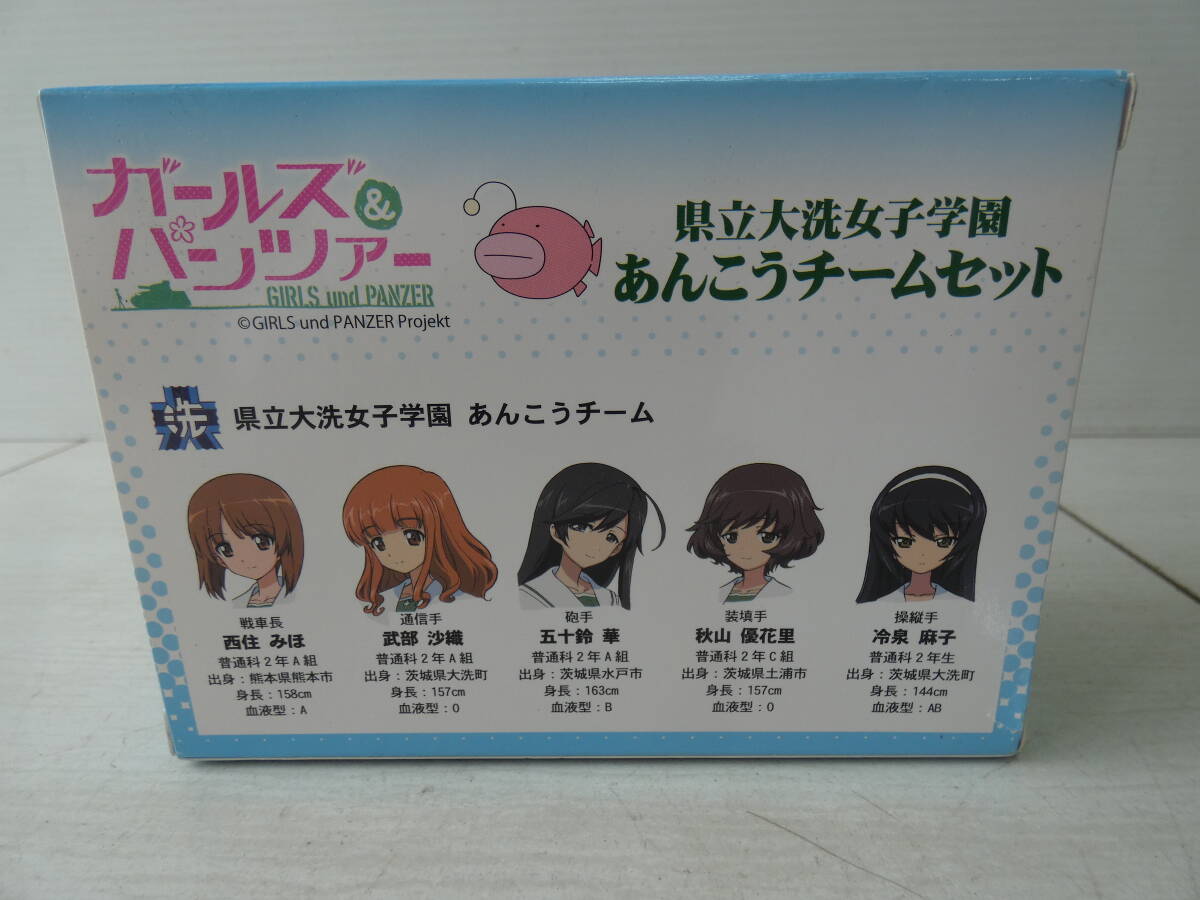 ガールズ&
パンツァー
GIRLS und PANZER
©GIRLS und PANZER Projekt
県立大洗女子学園
あんこうチームセット
洗
県立大洗女子学園 あんこうチーム
戦車長
西住 みほ
普通科2年A組
出身:熊本県熊本市
身長:158cm
血液型:A
通信手
武部 沙織
普通科2年A組
出身:茨城県大洗町
身長:157cm
血液型:O
砲手
五十鈴 華
普通科2年A組
出身:茨城県水戸市
身長:163cm
血液型:B
装填手
秋山 優花里
普通科2年C組
出身:茨城県土浦市
身長:157cm
血液型:O
操縦手
冷泉 麻子
普通科2年生
出身:茨城県大洗町
身長:144cm
血液型:AB